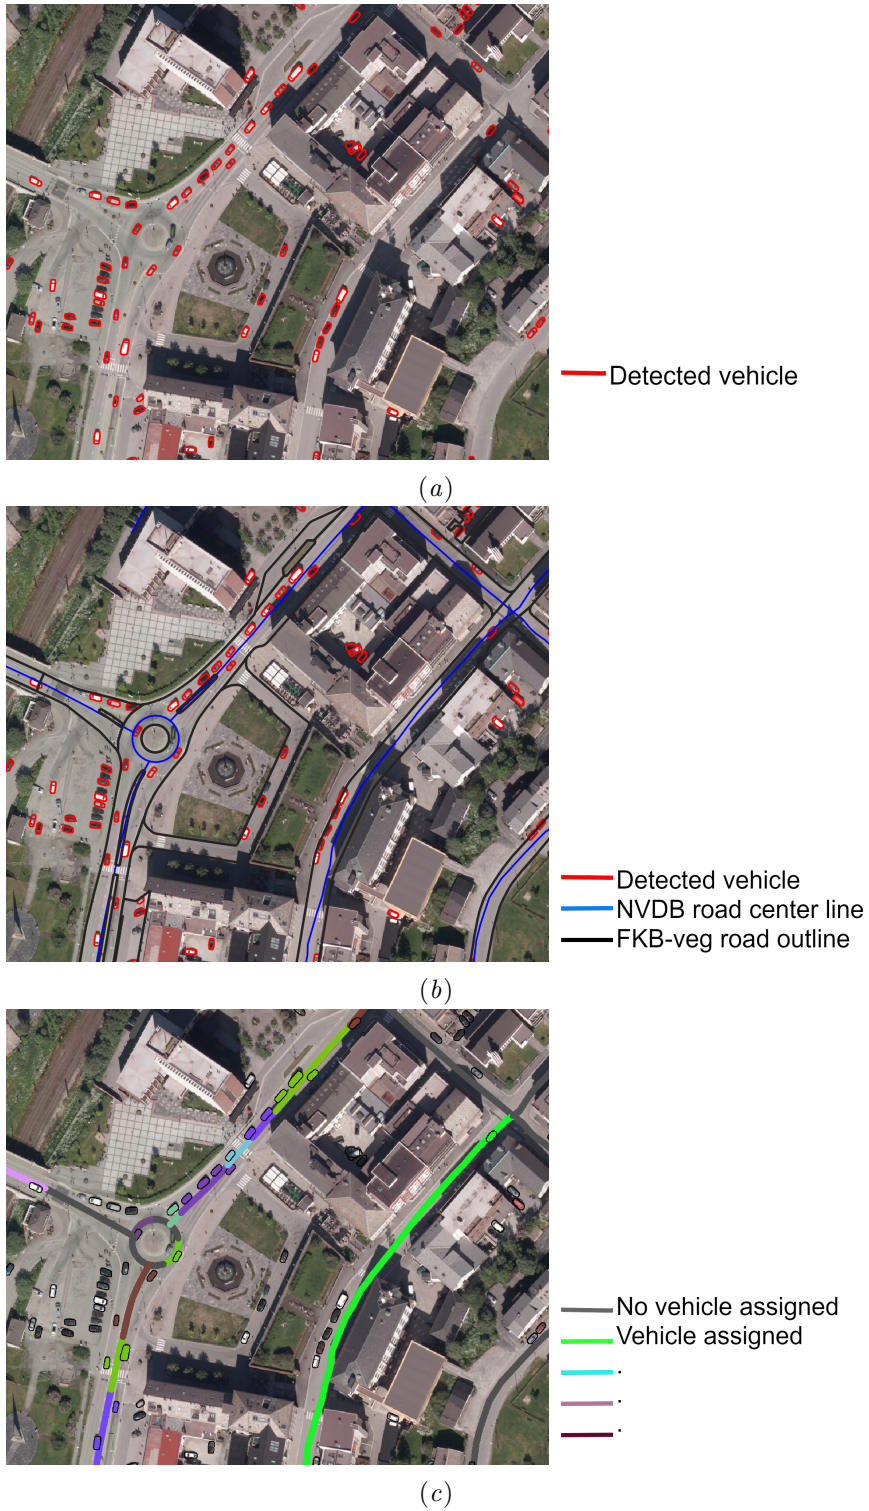 Detected vehicle
(a)
Detected vehicle
NVDB road center line
FKB-veg road outline
(b)
No vehicle assigned
Vehicle assigned
.
.
.
(c)